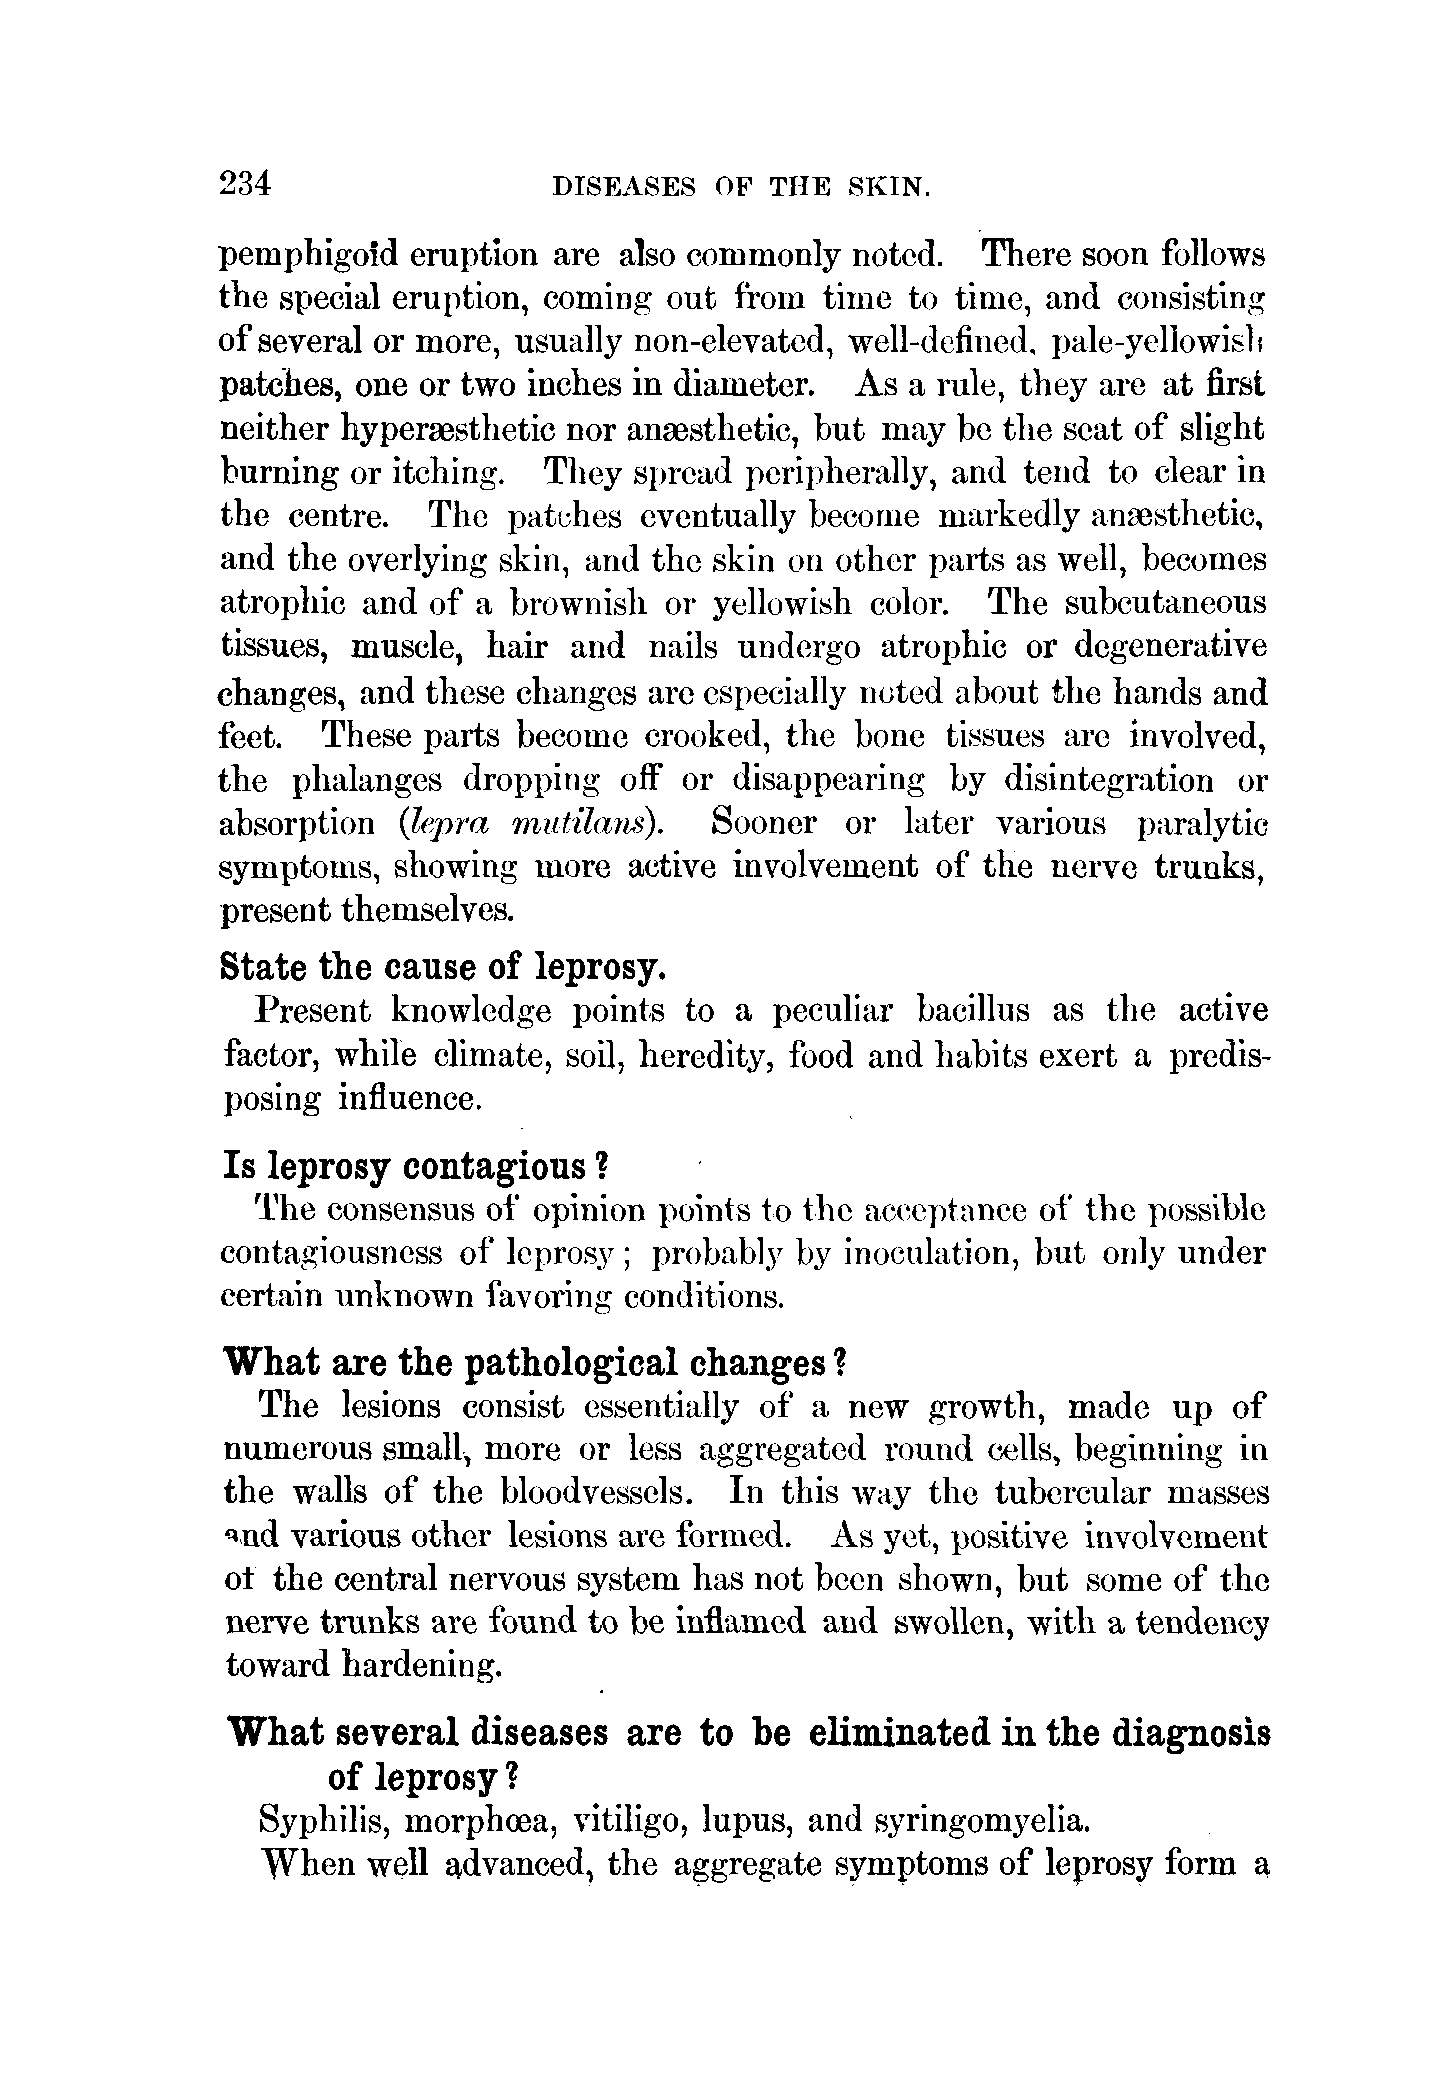 234 DISEASES OF THE SKIN.
pemphigoid eruption are also commonly noted. There soon follows
the special eruption, coming out from time to time, and consisting
of several or more, usually non-elevated, well-defined, pale-yellowish
patches, one or two inches in diameter. As a rule, they are at first
neither hyperæsthetic nor anæsthetic, but may be the seat of slight
burning or itching. They spread peripherally, and tend to clear in
the centre. The patches eventually become markedly anæsthetic,
and the overlying skin, and the skin on other parts as well, becomes
atrophic and of a brownish or yellowish color. The subcutaneous
tissues, muscle, hair and nails undergo atrophic or degenerative
changes, and these changes are especially noted about the hands and
feet. These parts become crooked, the bone tissues are involved,
the phalanges dropping off or disappearing by disintegration or
absorption (lepra mutilans). Sooner or later various paralytic
symptoms, showing more active involvement of the nerve trunks,
present themselves.
State the cause of leprosy.
Present knowledge points to a peculiar bacillus as the active
factor, while climate, soil, heredity, food and habits exert a predis-
posing influence.
Is leprosy contagious?
The consensus of opinion points to the acceptance of the possible
contagiousness of leprosy; probably by inoculation, but only under
certain unknown favoring conditions.
What are the pathological changes?
The lesions consist essentially of a new growth, made up of
numerous small, more or less aggregated round cells, beginning in
the walls of the bloodvessels. In this way the tubercular masses
and various other lesions are formed. As yet, positive involvement
of the central nervous system has not been shown, but some of the
nerve trunks are found to be inflamed and swollen, with a tendency
toward hardening.
What several diseases are to be eliminated in the diagnosis
of leprosy?
Syphilis, morphœa, vitiligo, lupus, and syringomyelia.
When well advanced, the aggregate symptoms of leprosy form a